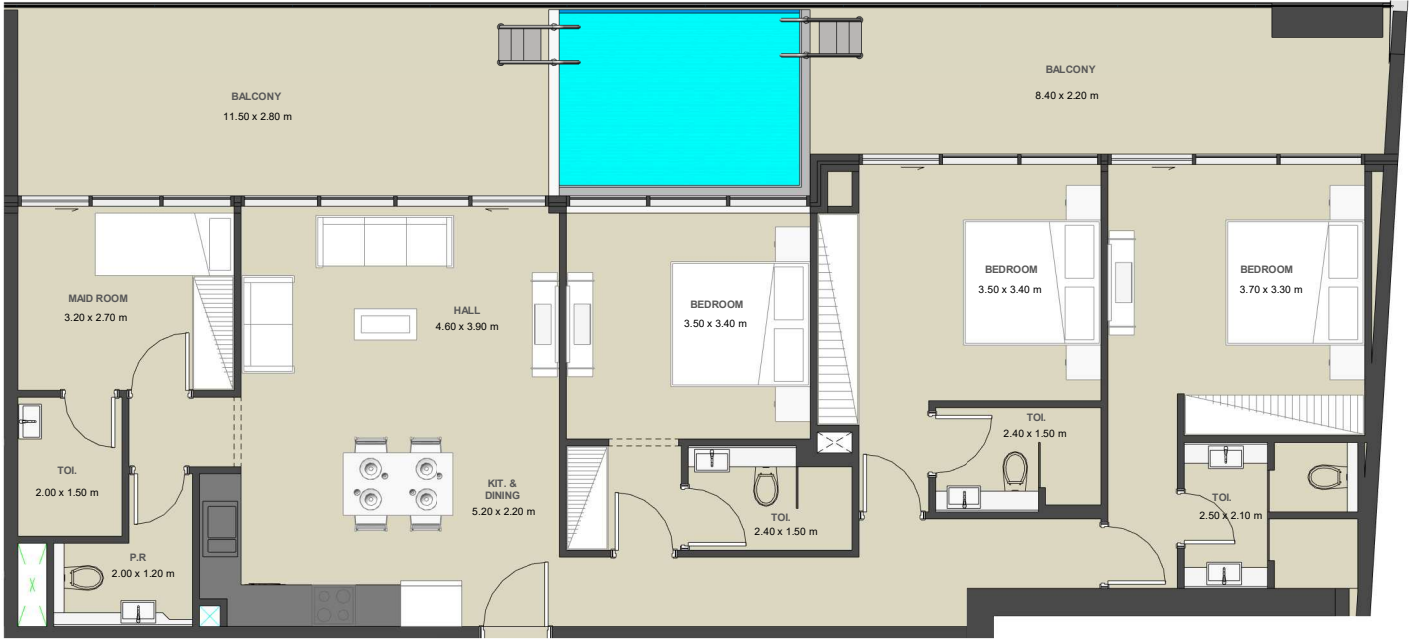 BALCONY
11.50 x 2.80 m
BALCONY
8.40 x 2.20 m
MAID ROOM
3.20 x 2.70 m
HALL
4.60 x 3.90 m
BEDROOM
3.50 x 3.40 m
BEDROOM
3.50 x 3.40 m
BEDROOM
3.70 x 3.30 m
TOI.
2.00 x 1.50 m
KIT. &
DINING
5.20 x 2.20 m
TOI.
2.40 x 1.50 m
TOI.
2.40 x 1.50 m
TOI.
2.50 x 2.10 m
P.R
2.00 x 1.20 m